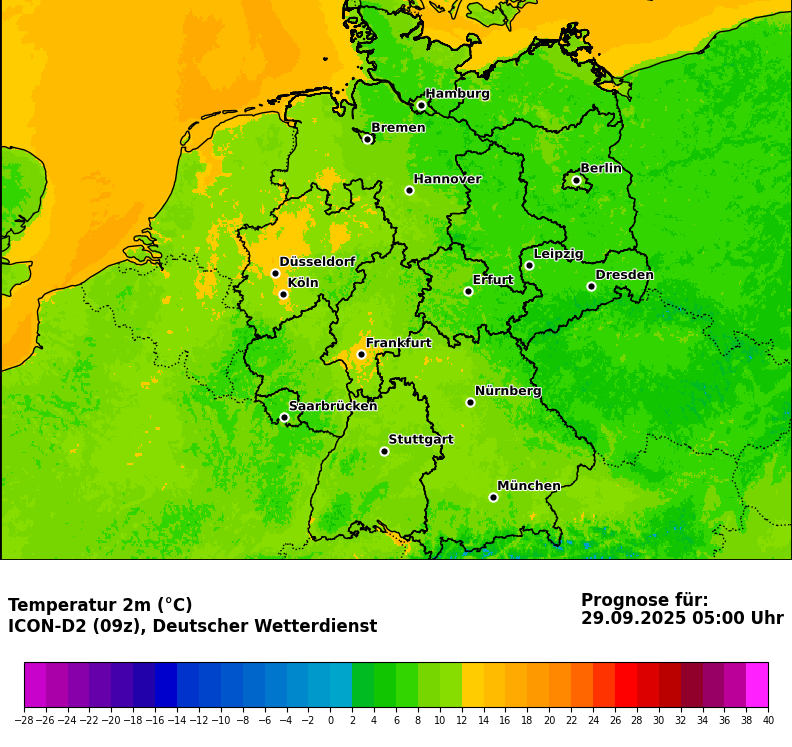 Hamburg
Bremen
Berlin
Hannover
Leipzig
Düsseldorf
Dresden
Köln
Erfurt
Frankfurt
Nürnberg
Saarbrücken
Stuttgart
München
Temperatur 2m (°C)
ICON-D2 (09z), Deutscher Wetterdienst
Prognose für:
29.09.2025 05:00 Uhr
−28 −26 −24 −22 −20 −18 −16 −14 −12 −10 −8 −6 −4 −2 0 2 4 6 8 10 12 14 16 18 20 22 24 26 28 30 32 34 36 38 40